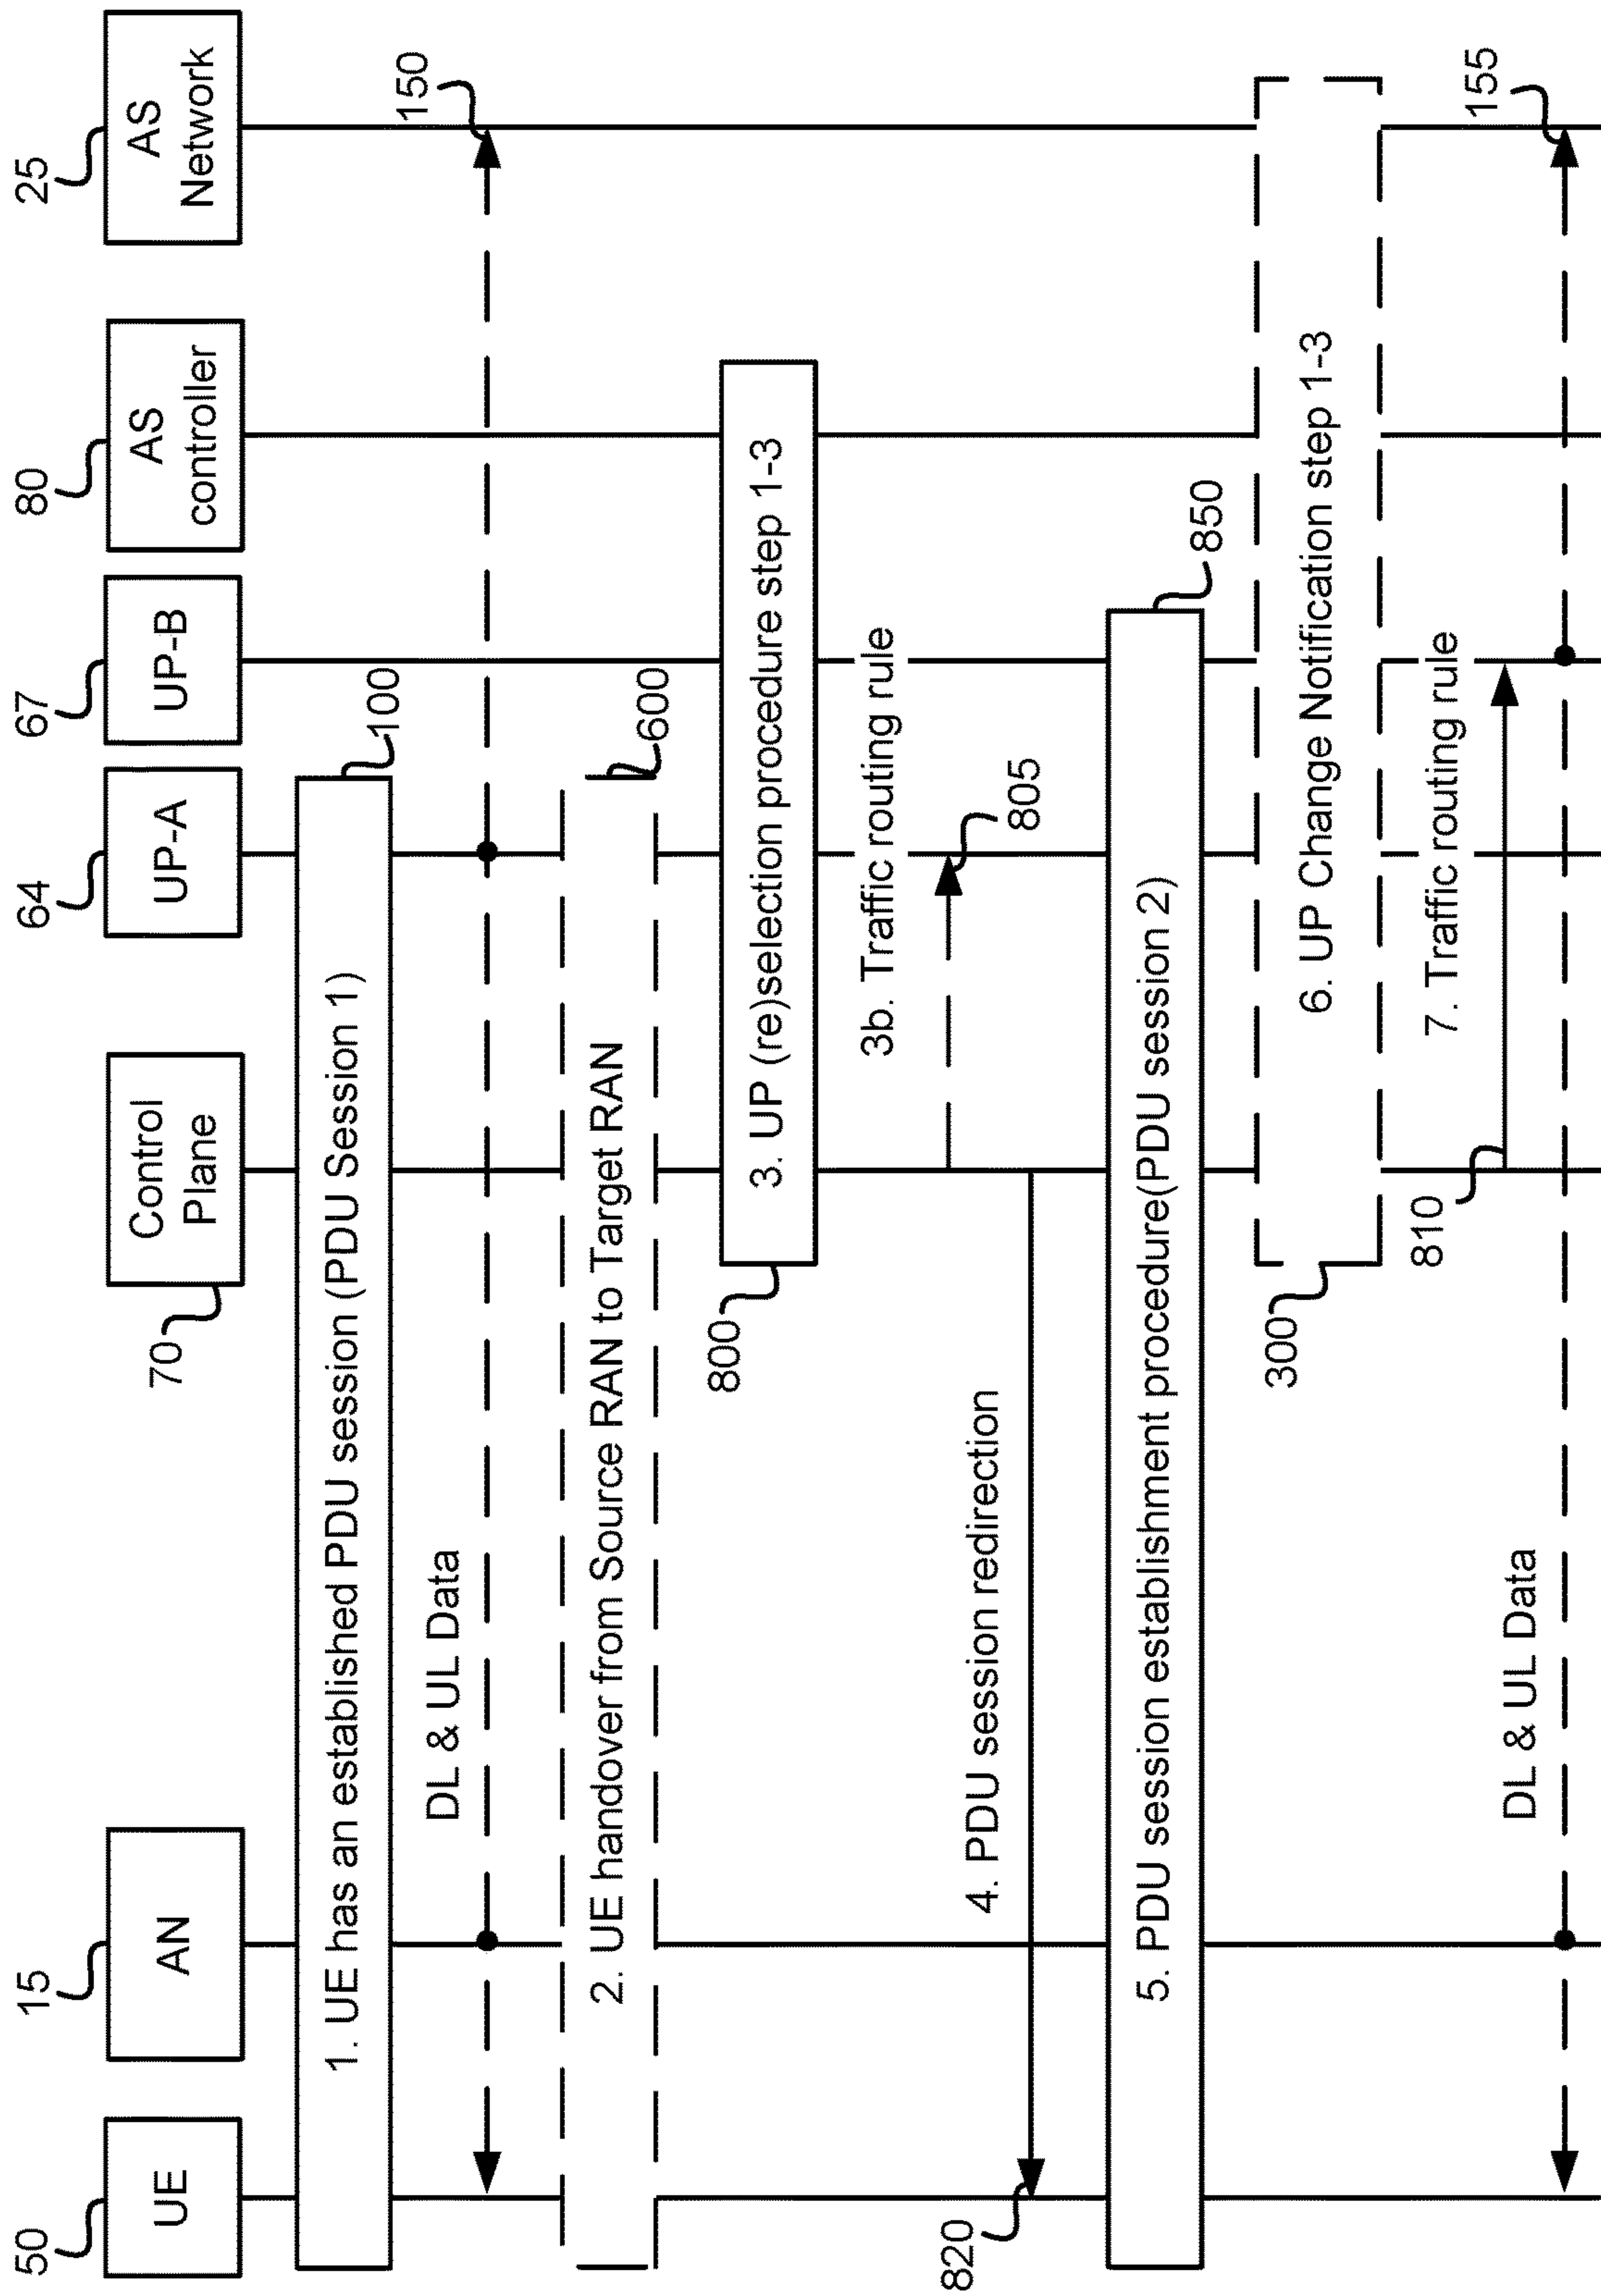 50
15
70
64
67
80
25
UE
AN
Control
Plane
UP-A
UP-B
AS
controller
AS
Network
1. UE has an established PDU session (PDU Session 1)
100
DL & UL Data
150
2. UE handover from Source RAN to Target RAN
600
800
3. UP (re)selection procedure step 1-3
3b. Traffic routing rule
805
4. PDU session redirection
820
5. PDU session establishment procedure(PDU session 2)
850
300
6. UP Change Notification step 1-3
810
7. Traffic routing rule
DL & UL Data
155